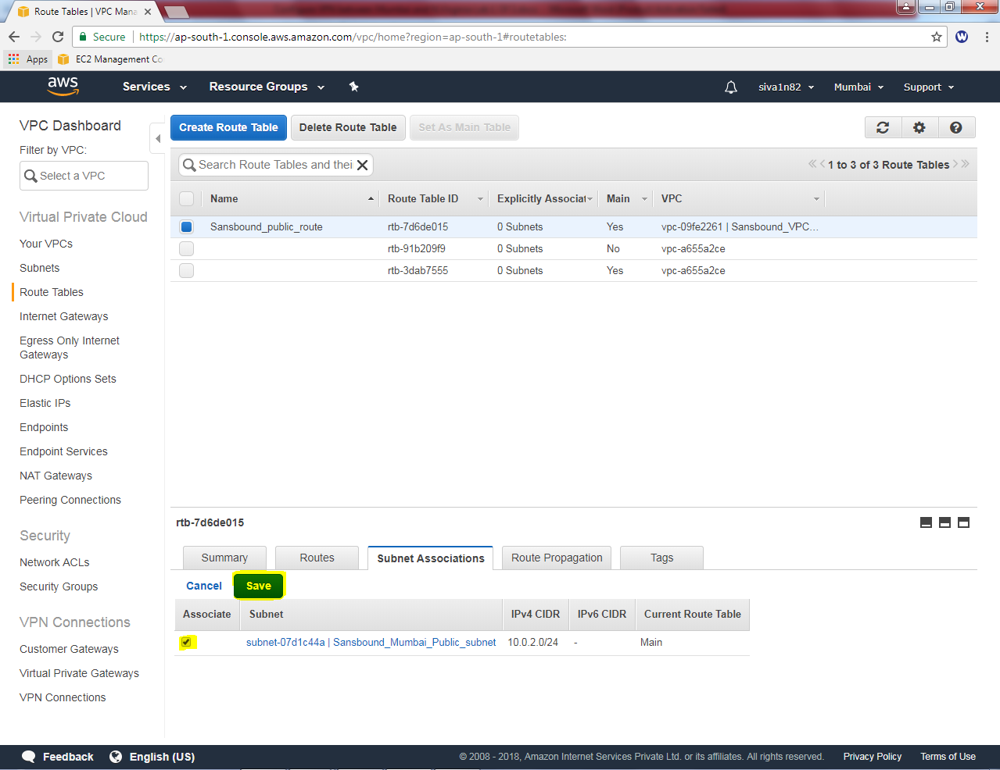 Route Tables | VPC Mana
Secure https://ap-south-1.console.aws.amazon.com/vpc/home?region=ap-south-1#routetables: W
Apps EC2 Management Co
aws Services Resource Groups siva1n82 Mumbai Support
VPC Dashboard
Filter by VPC:
Select a VPC
Virtual Private Cloud
Your VPCs
Subnets
Route Tables
Internet Gateways
Egress Only Internet
Gateways
DHCP Options Sets
Elastic IPs
Endpoints
Endpoint Services
NAT Gateways
Peering Connections
Security
Network ACLs
Security Groups
VPN Connections
Customer Gateways
Virtual Private Gateways
VPN Connections
Create Route Table Delete Route Table Set As Main Table
Search Route Tables and thei 1 to 3 of 3 Route Tables
Name Route Table ID Explicitly Associat Main VPC
Sansbound_public_route rtb-7d6de015 0 Subnets Yes vpc-09fe2261 | Sansbound_VPC...
rtb-91b209f9 0 Subnets No vpc-a655a2ce
rtb-3dab7555 0 Subnets Yes vpc-a655a2ce
rtb-7d6de015
Summary Routes Subnet Associations Route Propagation Tags
Cancel Save
Associate Subnet IPv4 CIDR IPv6 CIDR Current Route Table
subnet-07d1c44a | Sansbound_Mumbai_Public_subnet 10.0.2.0/24 - Main
Feedback English (US) © 2008 - 2018, Amazon Internet Services Private Ltd. or its affiliates. All rights reserved. Privacy Policy Terms of Use